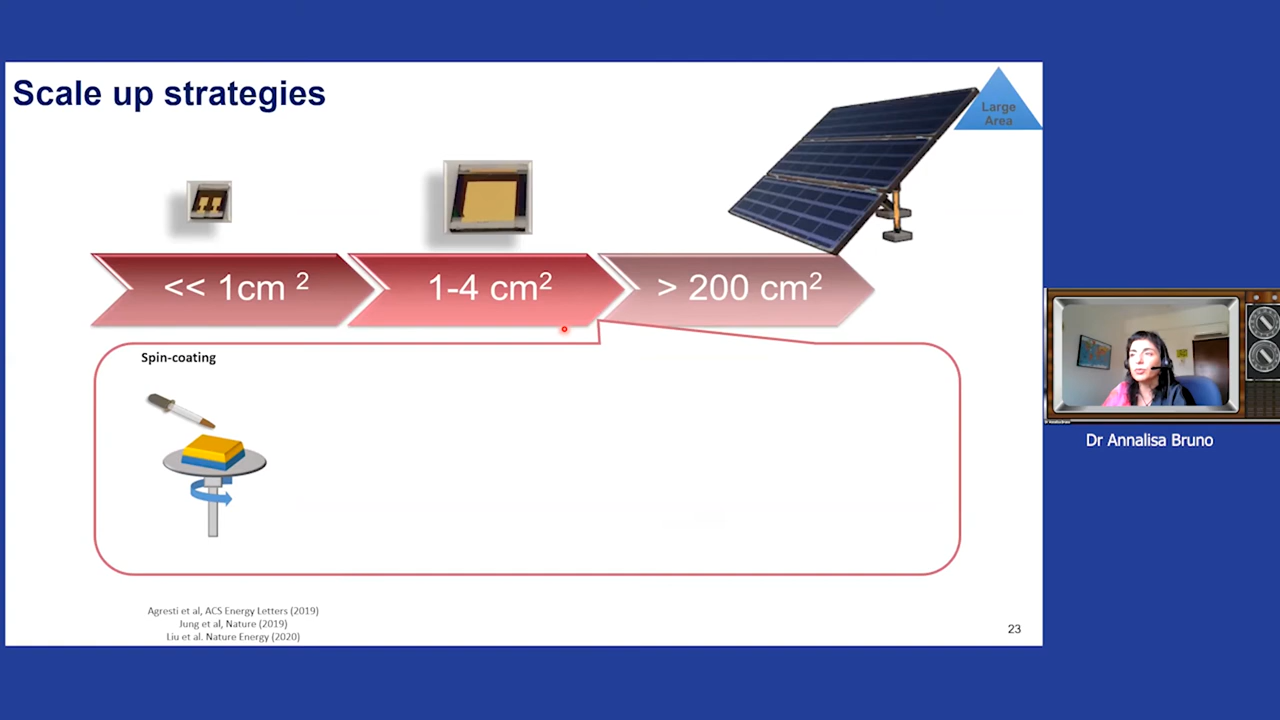 Scale up strategies
Large
Area
<< 1cm ²
1-4 cm²
> 200 cm²
Spin-coating
Dr Annalisa Bruno
Agresti et al, ACS Energy Letters (2019)
Jung et al, Nature (2019)
Liu et al. Nature Energy (2020)
23